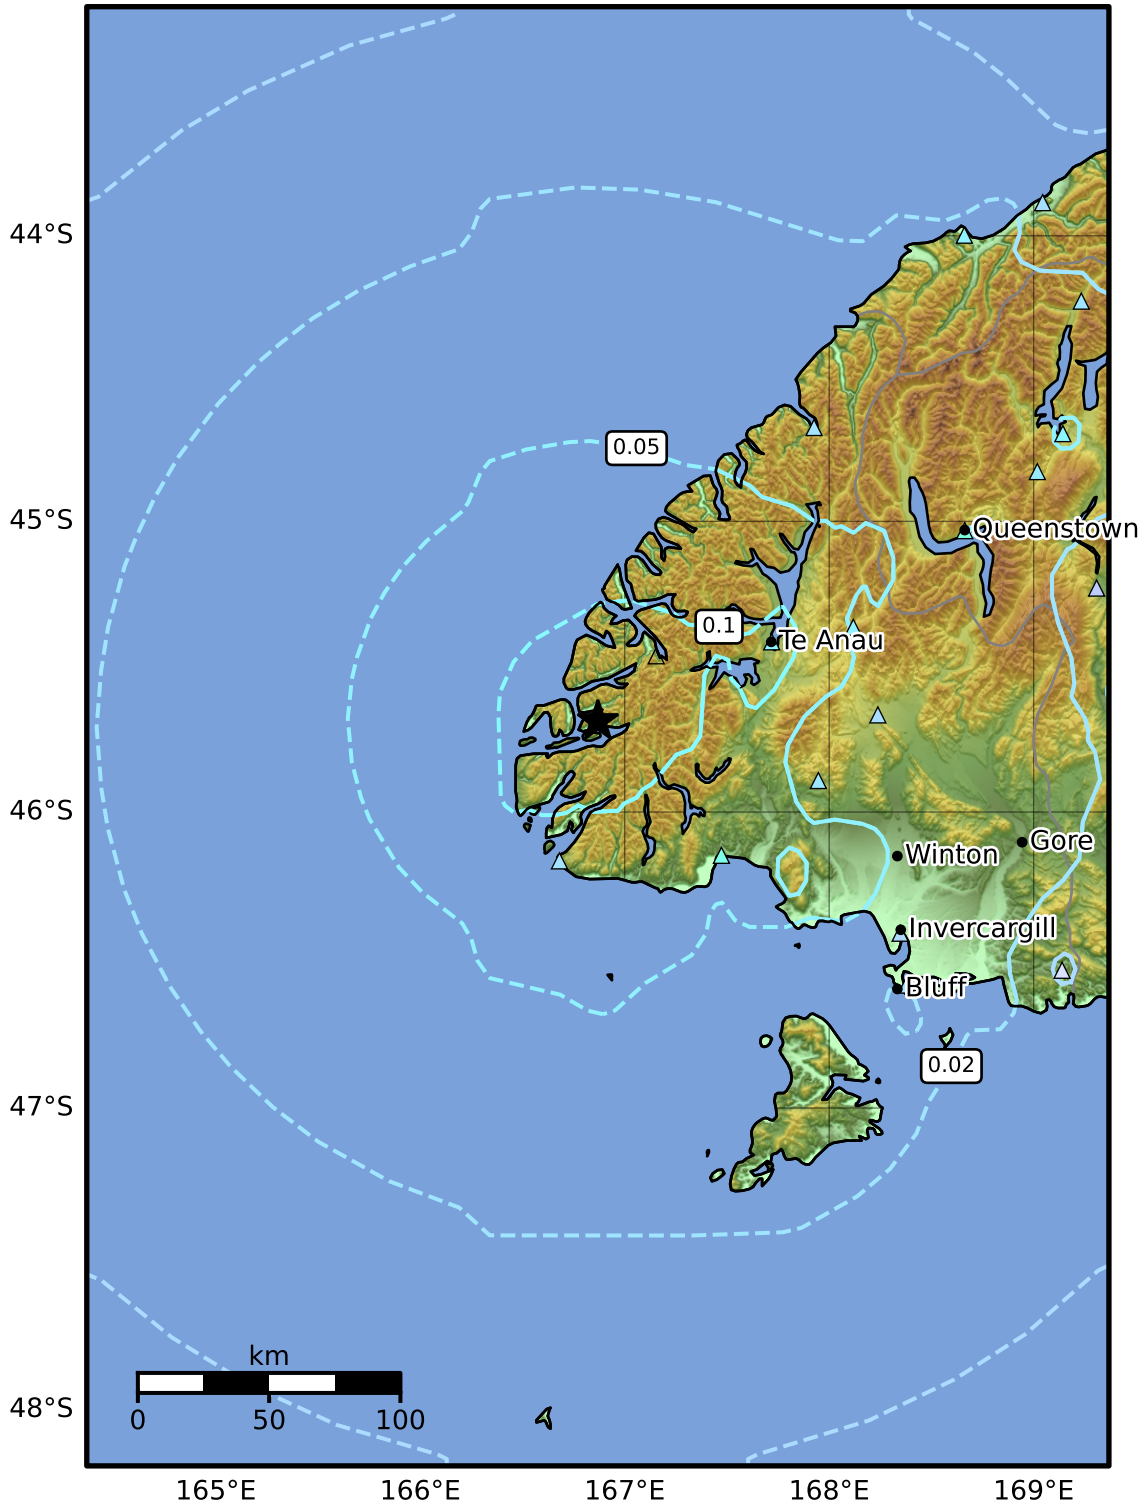 44°S
0.05
45°S
Queenstown
0.1
Te Anau
46°S
Gore
Winton
Invercargill
Bluff
0.02
47°S
km
48°S
0 50 100
165°E 166°E 167°E 168°E 169°E